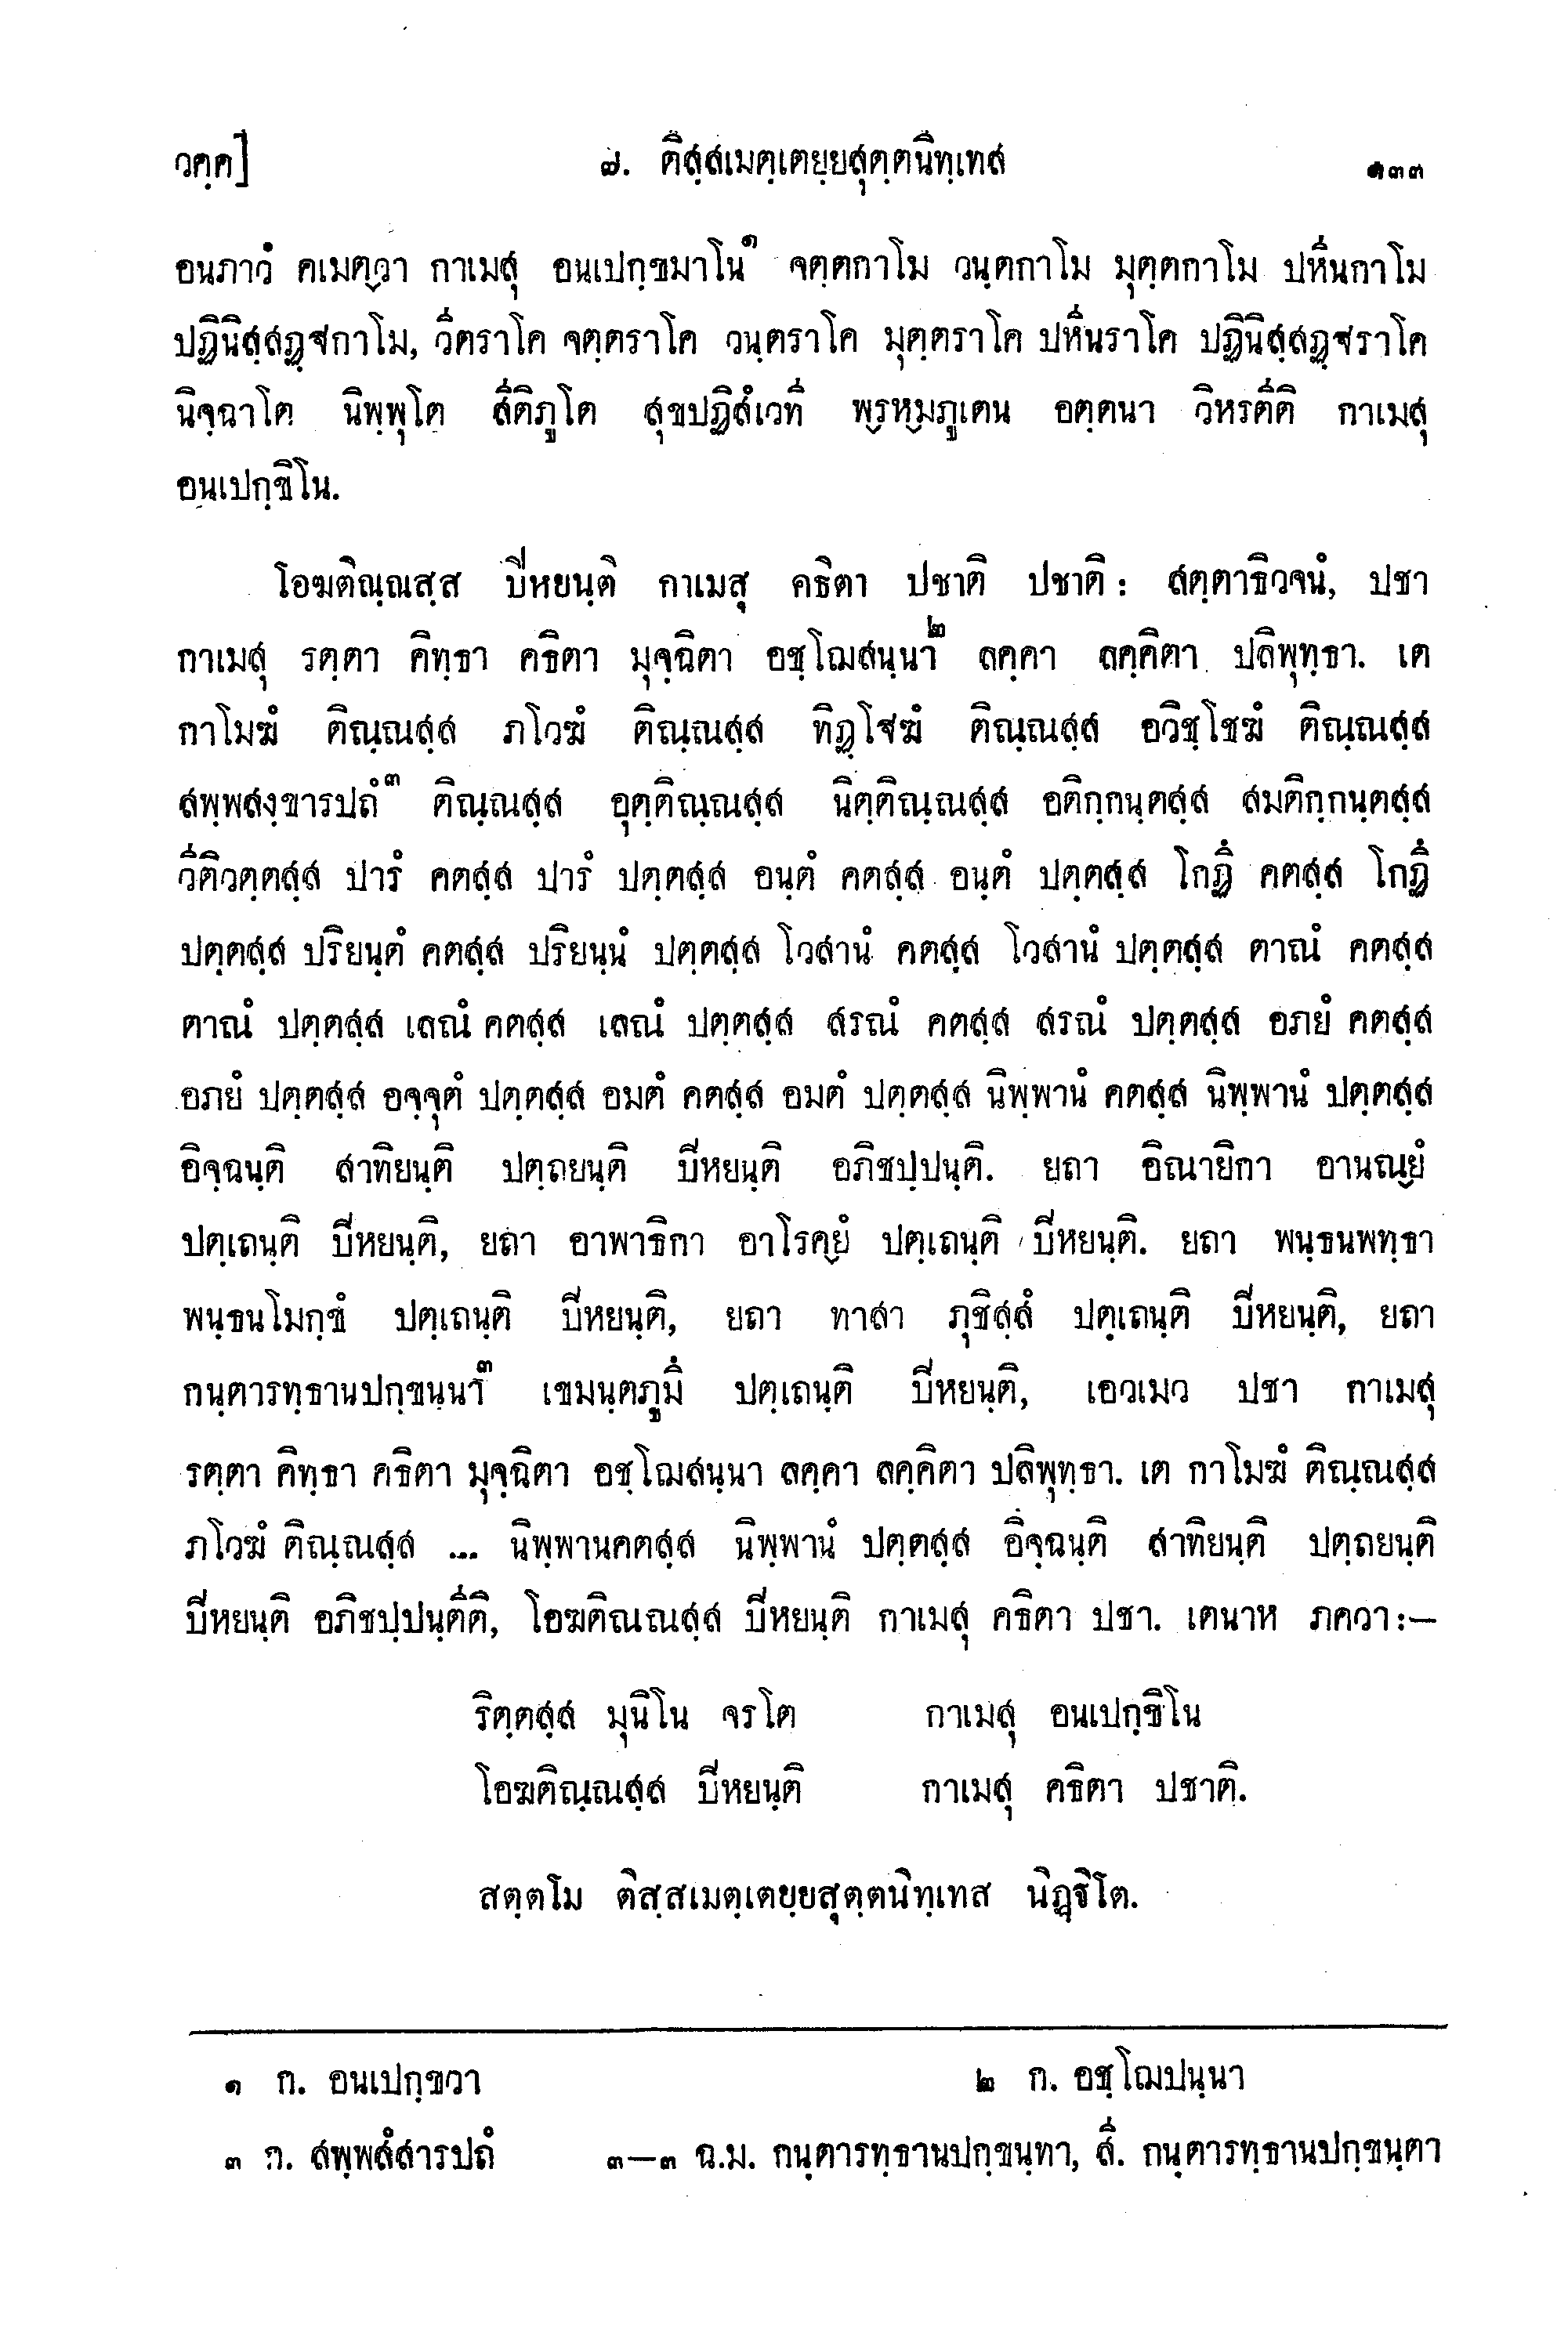 วคฺค]
๗. ติสฺสเมตฺเตยฺยสุตฺตนิทฺเทส
๑๓๓
อนภาวํ คเมตฺวา กาเมสุ อนเปกฺขมาโน๑ จตฺตกาโม วนฺตกาโม มุตฺตกาโม ปหีนกาโม
ปฏินิสฺสฏฺฐกาโม, วีตราโค จตฺตราโค วนฺตราโค มุตฺตราโค ปหีนราโค ปฏินิสฺสฏฺฐราโค
นิจฺฉาโต นิพฺพุโต สีติภูโต สุขปฏิสํเวที พฺรหฺมภูเตน อตฺตนา วิหรตีติ กาเมสุ
อนเปกฺขิโน.
โอฆติณฺณสฺส ปีหยนฺติ กาเมสุ คธิตา ปชาติ ปชาติ: สตฺตาธิวจนํ, ปชา
กาเมสุ รตฺตา คิทฺธา คธิตา มุจฺฉิตา อชฺโฌสนฺนา๒ ลคฺคา ลคฺคิตา ปลิพุทฺธา. เต
กาโมฆํ ติณฺณสฺส ภโวฆํ ติณฺณสฺส ทิฏฺโฐฆํ ติณฺณสฺส อวิชฺโชฆํ ติณฺณสฺส
สพฺพสงฺขารปถํ๓ ติณฺณสฺส อุตฺติณฺณสฺส นิตฺติณฺณสฺส อติกฺกนฺตสฺส สมติกฺกนฺตสฺส
วีติวตฺตสฺส ปารํ คตสฺส ปารํ ปตฺตสฺส อนฺตํ คตสฺส อนฺตํ ปตฺตสฺส โกฏึ คตสฺส โกฏึ
ปตฺตสฺส ปริยนฺตํ คตสฺส ปริยนฺนํ ปตฺตสฺส โวสานํ คตสฺส โวสานํ ปตฺตสฺส ตาณํ คตสฺส
ตาณํ ปตฺตสฺส เลณํ คตสฺส เลณํ ปตฺตสฺส สรณํ คตสฺส สรณํ ปตฺตสฺส อภยํ คตสฺส
อภยํ ปตฺตสฺส อจฺจุตํ ปตฺตสฺส อมตํ คตสฺส อมตํ ปตฺตสฺส นิพฺพานํ คตสฺส นิพฺพานํ ปตฺตสฺส
อิจฺฉนฺติ สาทิยนฺติ ปตฺถยนฺติ ปีหยนฺติ อภิชปฺปนฺติ. ยถา อิณายิกา อานณฺยํ
ปตฺเถนฺติ ปีหยนฺติ, ยถา อาพาธิกา อาโรคฺยํ ปตฺเถนฺติ ปีหยนฺติ. ยถา พนฺธนพทฺธา
พนฺธนโมกฺขํ ปตฺเถนฺติ ปีหยนฺติ, ยถา ทาสา ภุชิสฺสํ ปตฺเถนฺติ ปีหยนฺติ, ยถา
กนฺตารทฺธานปกฺขนฺนา๓ เขมนฺตภูมึ ปตฺเถนฺติ ปีหยนฺติ, เอวเมว ปชา กาเมสุ
รตฺตา คิทฺธา คธิตา มุจฺฉิตา อชฺโฌสนฺนา ลคฺคา ลคฺคิตา ปลิพุทฺธา. เต กาโมฆํ ติณฺณสฺส
ภโวฆํ ติณฺณสฺส ... นิพฺพานคตสฺส นิพฺพานํ ปตฺตสฺส อิจฺฉนฺติ สาทิยนฺติ ปตฺถยนฺติ
ปีหยนฺติ อภิชปฺปนฺตีติ, โอฆติณณสฺส ปีหยนฺติ กาเมสุ คธิตา ปชา. เตนาห ภควา:—
ริตฺตสฺส มุนิโน จรโต กาเมสุ อนเปกฺขิโน
โอฆติณฺณสฺส ปีหยนฺติ กาเมสุ คธิตา ปชาติ.
สตฺตโม ติสฺสเมตฺเตยฺยสุตฺตนิทฺเทส นิฏฺฐิโต.
๑ ก. อนเปกฺขวา
๒ ก. อชฺโฌปนฺนา
๓ ก. สพฺพสํสารปถํ
๓—๓ ฉ.ม. กนฺตารทฺธานปกฺขนฺทา, สี. กนฺตารทฺธานปกฺขนฺตา